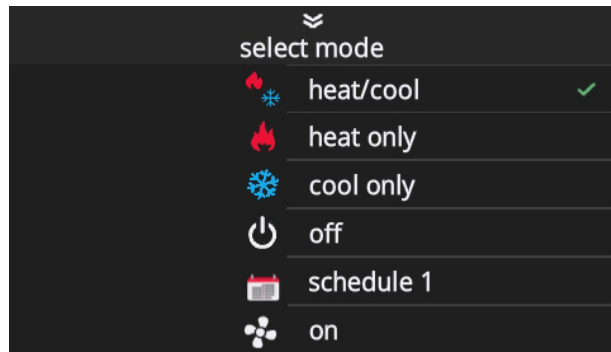 select mode
heat/cool
heat only
cool only
off
schedule 1
on